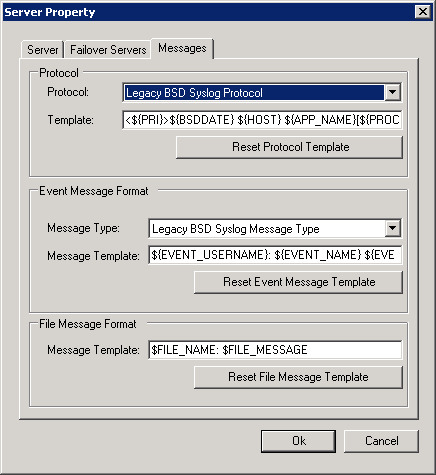 Server Property
Server Failover Servers Messages
Protocol
Protocol: Legacy BSD Syslog Protocol
Template: <${PRI}>${BSDDATE} ${HOST} ${APP_NAME}[${PROC
Reset Protocol Template
Event Message Format
Message Type: Legacy BSD Syslog Message Type
Message Template: ${EVENT_USERNAME}: ${EVENT_NAME} ${EVE
Reset Event Message Template
File Message Format
Message Template: $FILE_NAME: $FILE_MESSAGE
Reset File Message Template
Ok Cancel